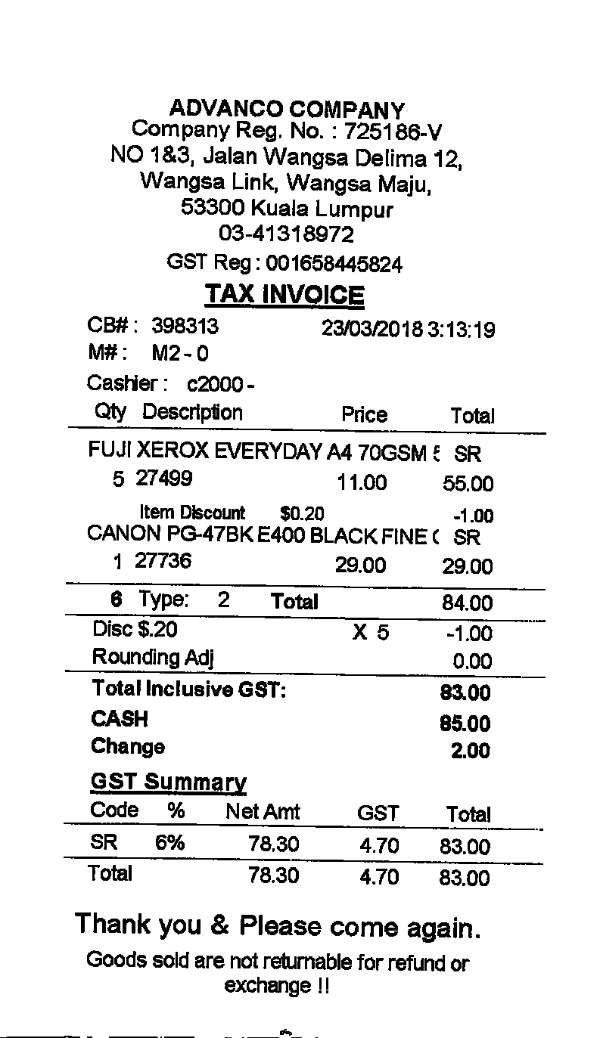 ADVANCO COMPANY
Company Reg. No. : 725186-V
NO 1&3, Jalan Wangsa Delima 12,
Wangsa Link, Wangsa Maju,
53300 Kuala Lumpur
03-41318972
GST Reg : 001658445824
TAX INVOICE
CB# : 398313 23/03/2018 3:13:19
M# : M2 - 0
Cashier : c2000 -
Qty Description Price Total
FUJI XEROX EVERYDAY A4 70GSM SR
5 27499 11.00 55.00
Item Discount $0.20 -1.00
CANON PG-47BK E400 BLACK FINE SR
1 27736 29.00 29.00
6 Type: 2 Total 84.00
Disc $.20 X 5 -1.00
Rounding Adj 0.00
Total Inclusive GST: 83.00
CASH 85.00
Change 2.00
GST Summary
Code % Net Amt GST Total
SR 6% 78.30 4.70 83.00
Total 78.30 4.70 83.00
Thank you & Please come again.
Goods sold are not returnable for refund or
exchange !!